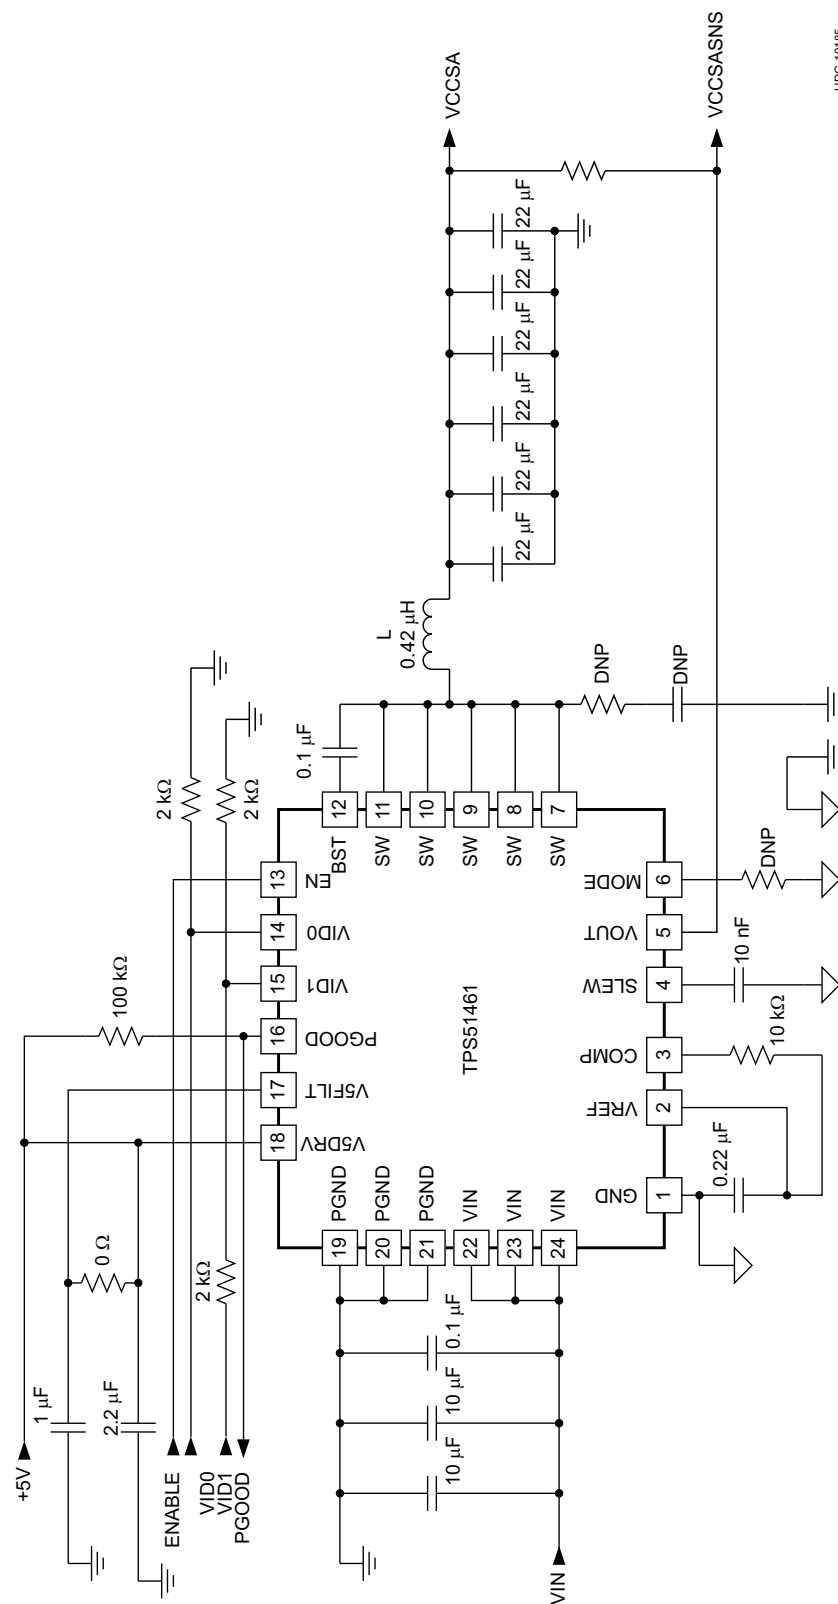 +5V
1 µF
2.2 µF
0 Ω
100 kΩ
2 kΩ
2 kΩ
2 kΩ
ENABLE
VID0
VID1
PGOOD
18
17
16
15
14
13
V5DRV
V5FILT
PGOOD
VID1
VID0
EN
19
20
21
22
23
24
PGND
PGND
PGND
VIN
VIN
VIN
TPS51461
BST
SW
SW
SW
SW
SW
12
11
10
9
8
7
GND
VREF
COMP
SLEW
VOUT
MODE
1
2
3
4
5
6
10 µF
10 µF
0.1 µF
VIN
0.1 µF
L
0.42 µH
22 µF
22 µF
22 µF
22 µF
22 µF
22 µF
VCCSA
VCCSASNS
DNP
DNP
0.22 µF
10 kΩ
10 nF
DNP